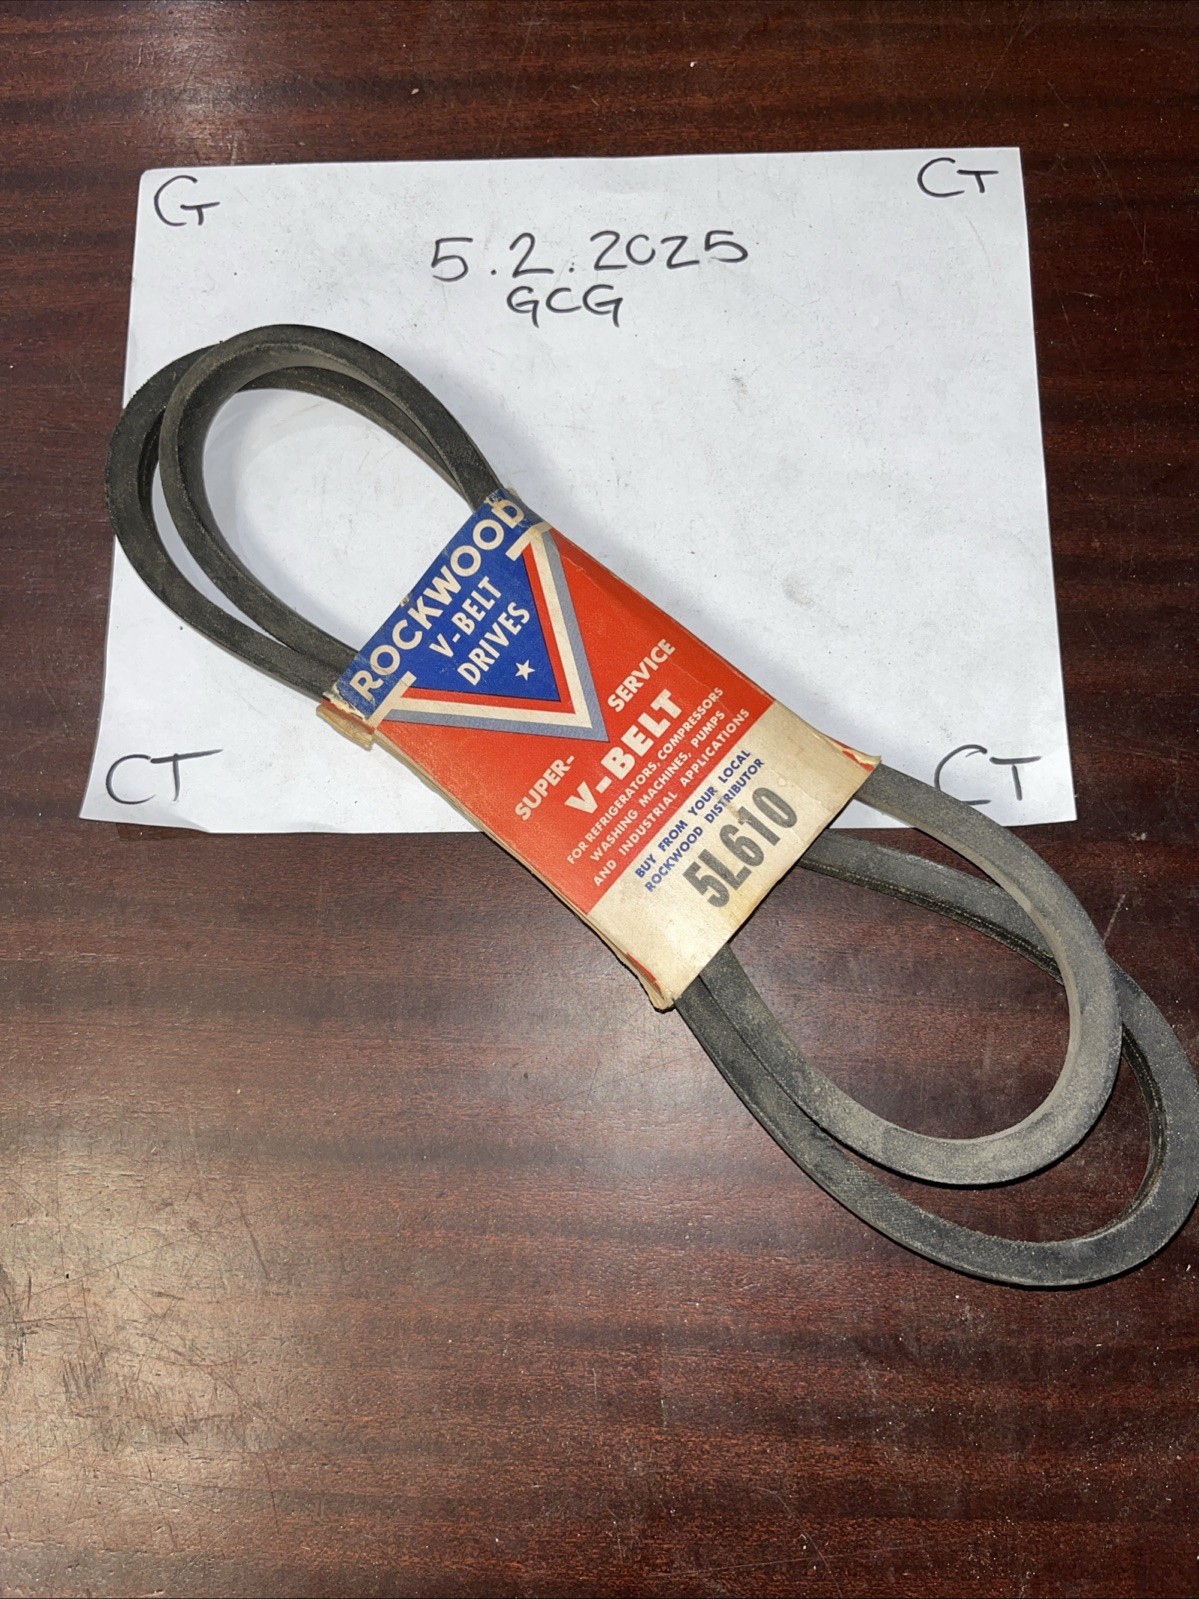 GT
CT
5.2.2025
GCG
ROCKWOOD
V-BELT
DRIVES
SUPER-SERVICE
V-BELT
FOR REFRIGERATORS, COMPRESSORS
WASHING MACHINES, PUMPS
AND INDUSTRIAL APPLICATIONS
BUY FROM YOUR LOCAL
ROCKWOOD DISTRIBUTOR
5L610
CT
CT